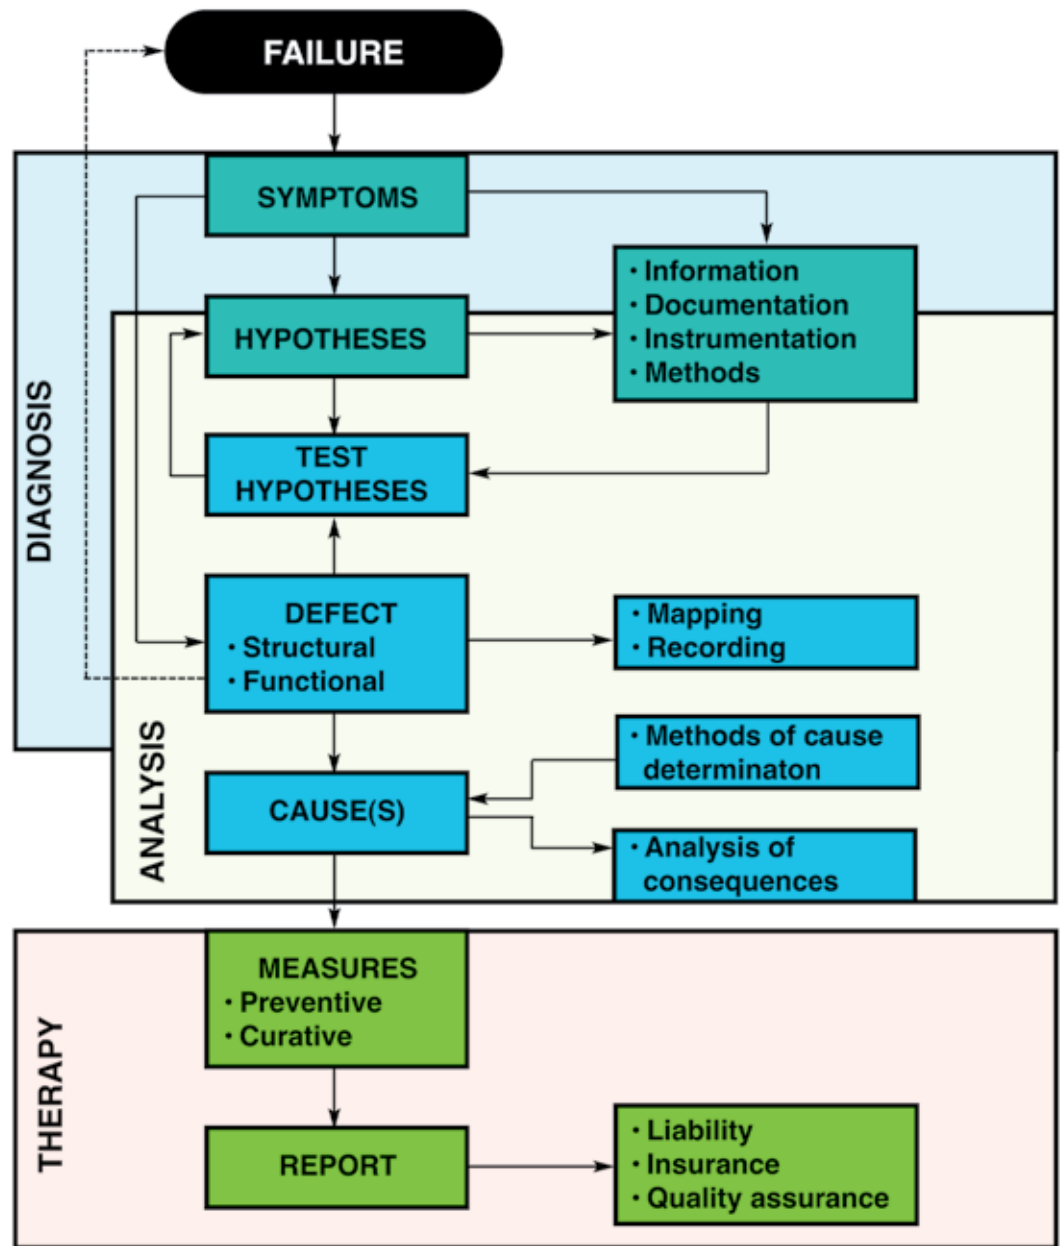 FAILURE
SYMPTOMS
· Information
· Documentation
· Instrumentation
· Methods
HYPOTHESES
TEST
HYPOTHESES
DIAGNOSIS
DEFECT
· Structural
· Functional
· Mapping
· Recording
· Methods of cause
determinaton
ANALYSIS
CAUSE(S)
· Analysis of
consequences
MEASURES
· Preventive
· Curative
THERAPY
REPORT
· Liability
· Insurance
· Quality assurance